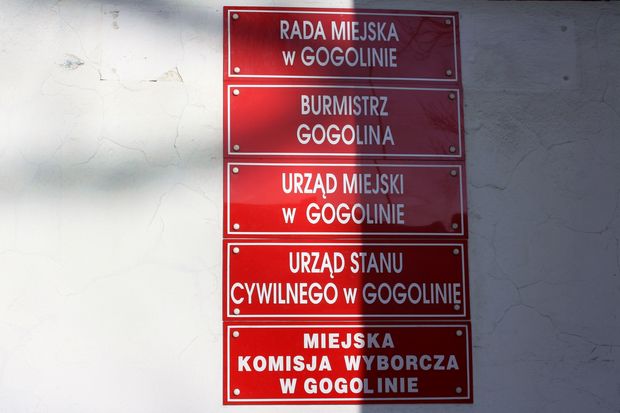 RADA MIEJSKA
w GOGOLINIE
BURMISTRZ
GOGOLINA
URZĄD MIEJSKI
w GOGOLINIE
URZĄD STANU
CYWILNEGO w GOGOLINIE
MIEJSKA
KOMISJA WYBORCZA
W GOGOLINIE